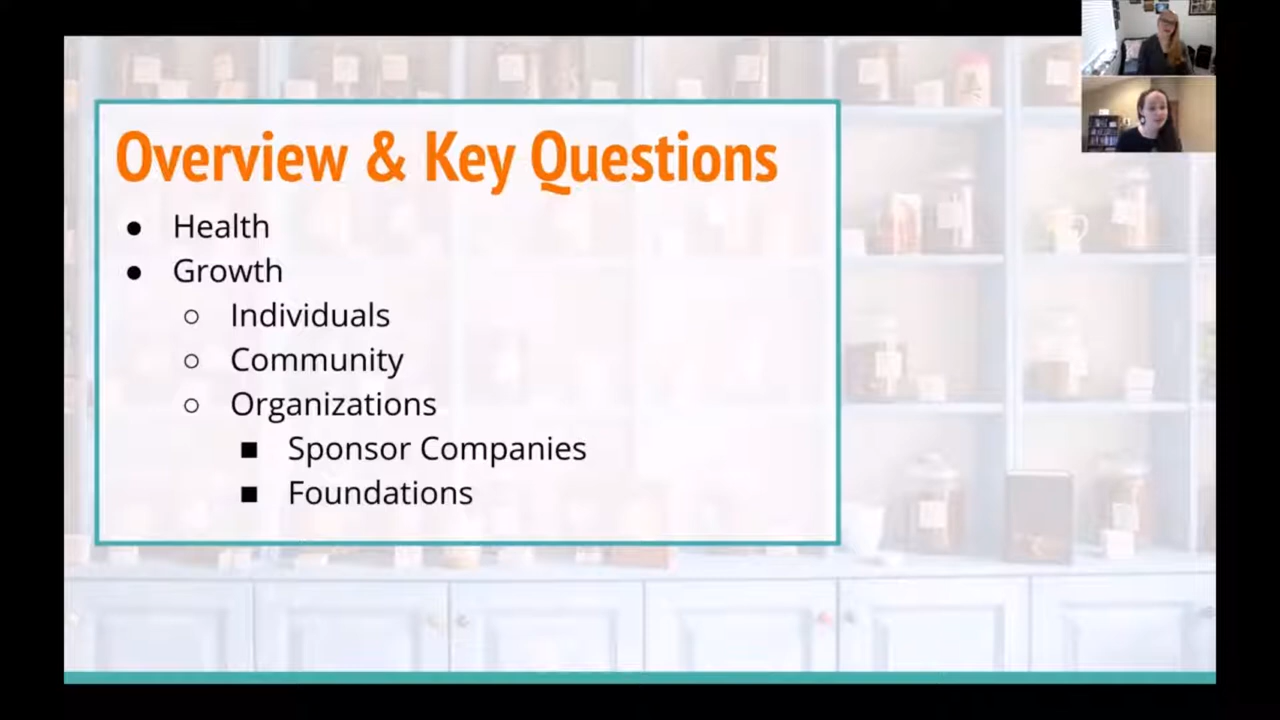 Overview & Key Questions
● Health
● Growth
○ Individuals
○ Community
○ Organizations
■ Sponsor Companies
■ Foundations